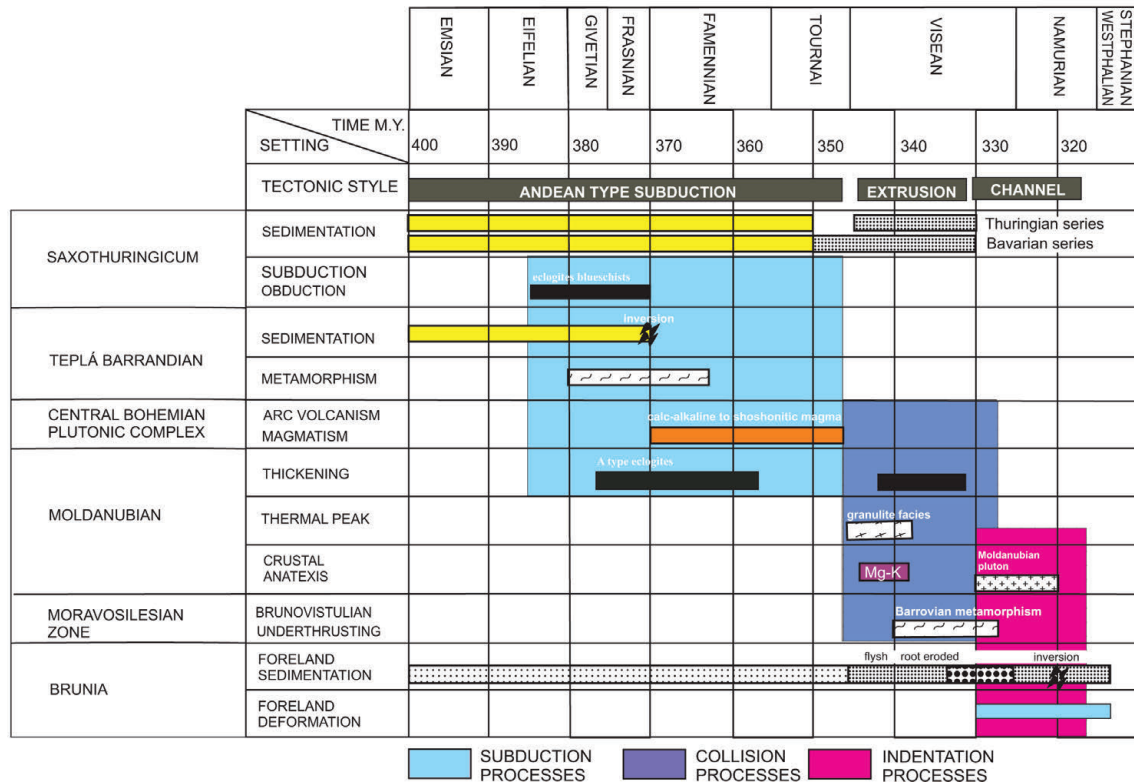 EMSIAN
EIFELIAN
GIVETIAN
FRASNIAN
FAMENNIAN
TOURNAI
VISEAN
NAMURIAN
WESTPHALIAN
STEPHANIAN
TIME M.Y.
SETTING
400 390 380 370 360 350 340 330 320
TECTONIC STYLE
ANDEAN TYPE SUBDUCTION
EXTRUSION
CHANNEL
SAXOTHURINGICUM
SEDIMENTATION
Thuringian series
Bavarian series
SUBDUCTION
OBDUCTION
eclogites blueschists
TEPLÁ BARRANDIAN
SEDIMENTATION
inversion
METAMORPHISM
CENTRAL BOHEMIAN
PLUTONIC COMPLEX
ARC VOLCANISM
MAGMATISM
calc-alkaline to shoshonitic magma
MOLDANUBIAN
THICKENING
A type eclogites
THERMAL PEAK
granulite facies
CRUSTAL
ANATEXIS
Mg-K
Moldanubian
pluton
MORAVOSILESIAN
ZONE
BRUNOVISTULIAN
UNDERTHRUSTING
Barrovian metamorphism
BRUNIA
FORELAND
SEDIMENTATION
flysch root eroded
inversion
FORELAND
DEFORMATION
SUBDUCTION
PROCESSES
COLLISION
PROCESSES
INDENTATION
PROCESSES